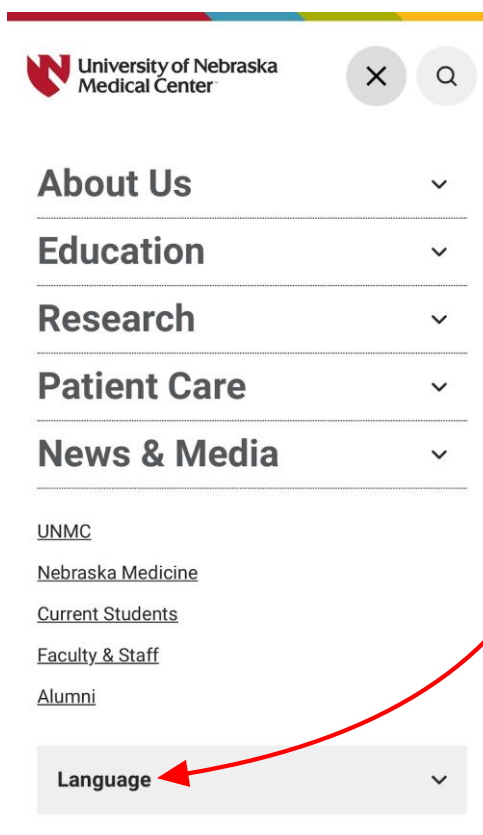 University of Nebraska
Medical Center
About Us
Education
Research
Patient Care
News & Media
UNMC
Nebraska Medicine
Current Students
Faculty & Staff
Alumni
Language